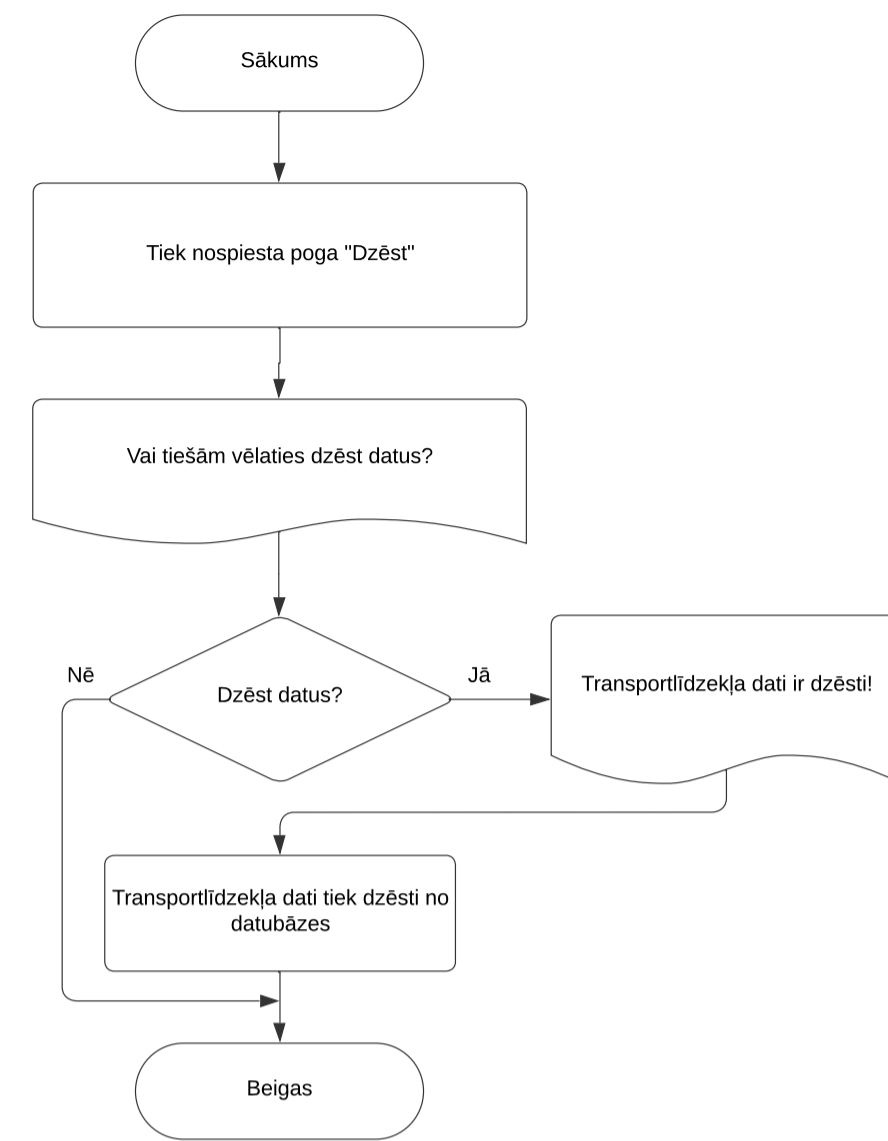 Sākums
Tiek nospiesta poga "Dzēst"
Vai tiešām vēlaties dzēst datus?
Nē
Dzēst datus?
Jā
Transportlīdzekļa dati ir dzēsti!
Transportlīdzekļa dati tiek dzēsti no
datubāzes
Beigas